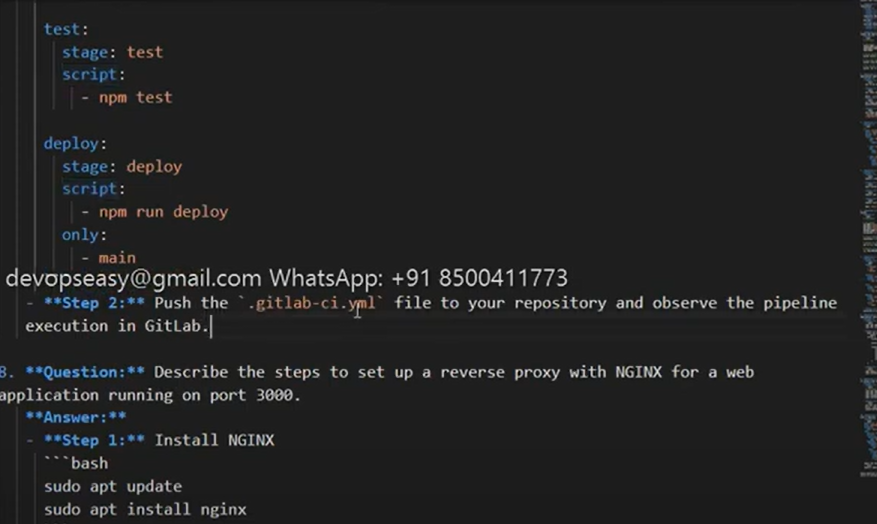 test:
stage: test
script:
- npm test
deploy:
stage: deploy
script:
- npm run deploy
only:
- main
devopseasy@gmail.com WhatsApp: +91 8500411773
- **Step 2:** Push the `.gitlab-ci.yml` file to your repository and observe the pipeline
execution in GitLab.
8. **Question:** Describe the steps to set up a reverse proxy with NGINX for a web
application running on port 3000.
**Answer:**
- **Step 1:** Install NGINX
```bash
sudo apt update
sudo apt install nginx